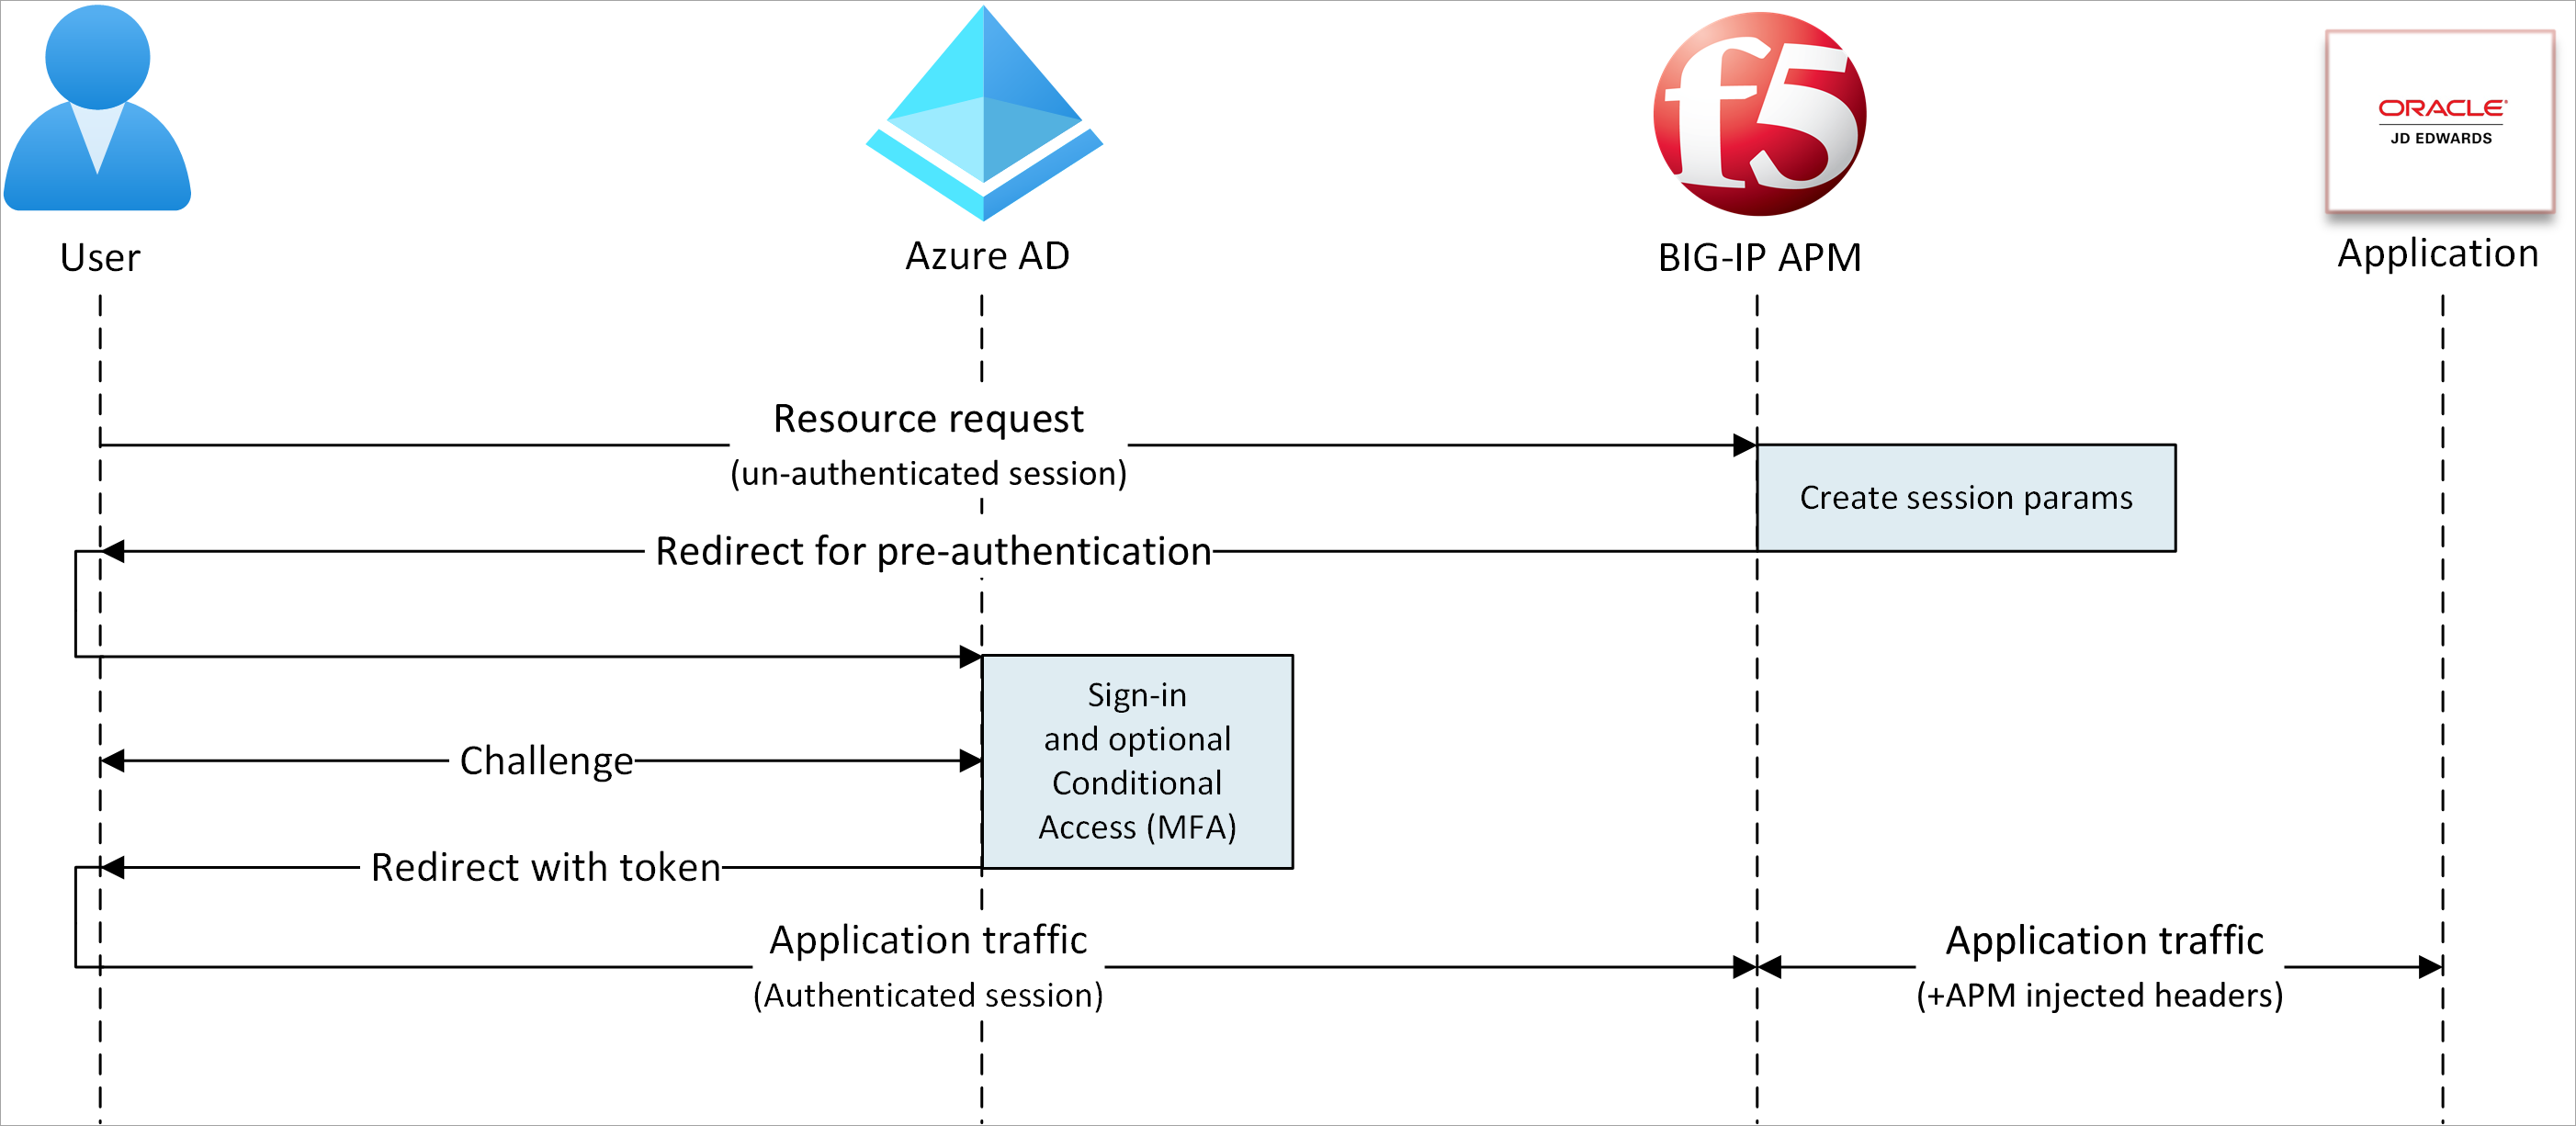 f5
ORACLE
JD EDWARDS
User
Azure AD
BIG-IP APM
Application
Resource request
(un-authenticated session)
Create session params
Redirect for pre-authentication
Sign-in
and optional
Conditional
Access (MFA)
Challenge
Redirect with token
Application traffic
(Authenticated session)
Application traffic
(+APM injected headers)